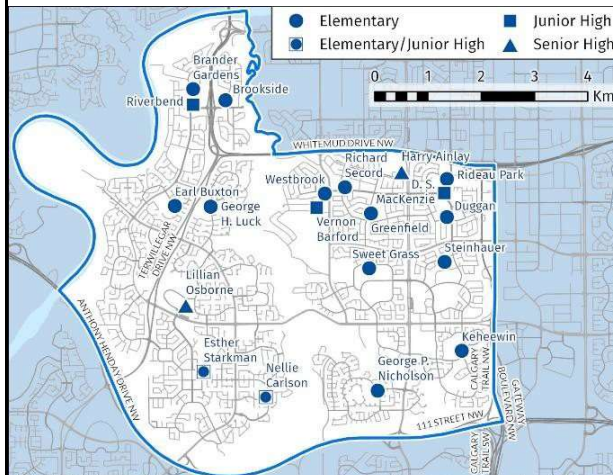 Elementary
Junior High
Elementary/Junior High
Senior High
0 1 2 3 4
Km
Brander
Gardens
Riverbend
Brookside
WHITEMUD DRIVE NW
Richard
Secord
Harry Ainlay
Westbrook
D. S.
MacKenzie
Rideau Park
Earl Buxton
George
H. Luck
Vernon
Barford
Greenfield
Duggan
TERWILLEGAR DRIVE NW
Sweet Grass
Steinhauer
Lillian
Osborne
ANTHONY HENDAY DRIVE NW
Esther
Starkman
Nellie
Carlson
George P.
Nicholson
Keheewin
CALGARY
TRAIL NW
GATEWAY
BOULEVARD NW
111 STREET NW
CALGARY
TRAIL SW